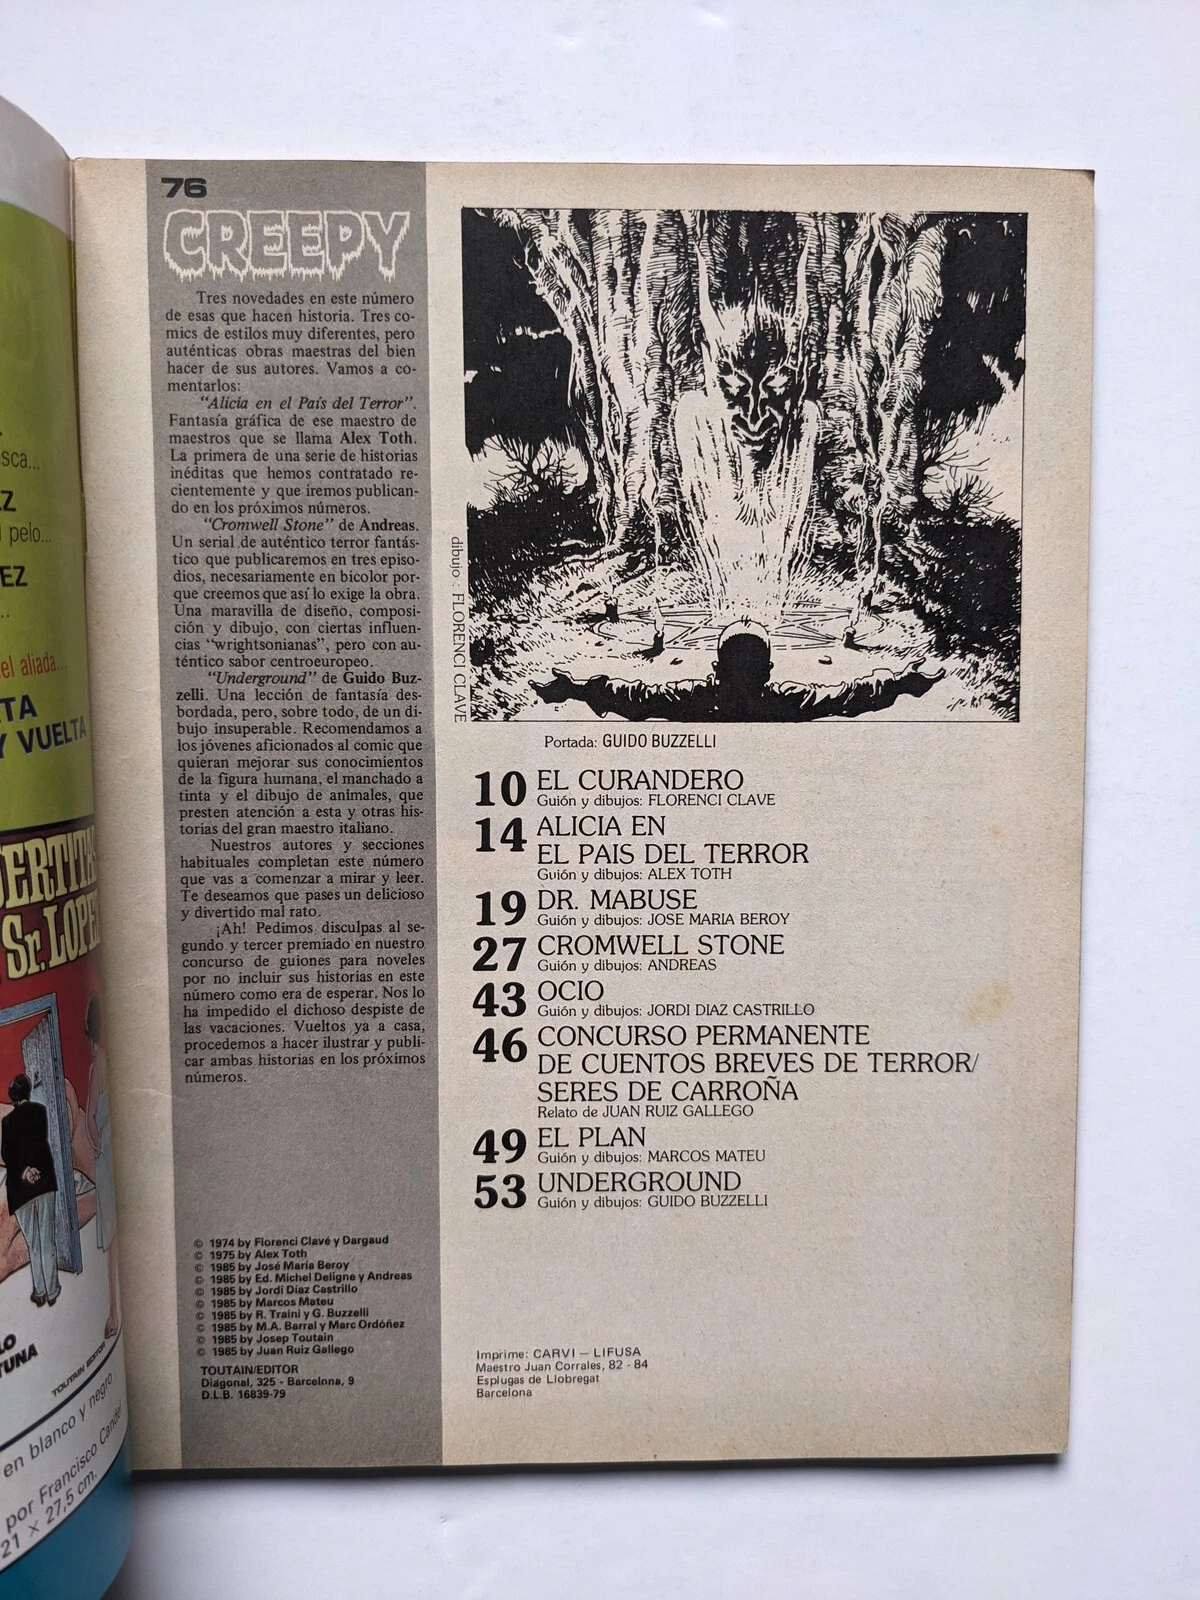 sca...
Z
pelo...
EZ
...
el aliada...
TA
Y VUELTA
Sr. LOPEZ
LO
TUNA
TOUTAIN EDITOR
en blanco y negro
por Francisco Candel
21 × 27,5 cm.
76
CREEPY
Tres novedades en este número
de esas que hacen historia. Tres co-
mics de estilos muy diferentes, pero
auténticas obras maestras del bien
hacer de sus autores. Vamos a co-
mentarlos:
“Alicia en el País del Terror”.
Fantasía gráfica de ese maestro de
maestros que se llama Alex Toth.
La primera de una serie de historias
inéditas que hemos contratado re-
cientemente y que iremos publican-
do en los próximos números.
“Cromwell Stone” de Andreas.
Un serial de auténtico terror fantás-
tico que publicaremos en tres episo-
dios, necesariamente en bicolor por-
que creemos que así lo exige la obra.
Una maravilla de diseño, composi-
ción y dibujo, con ciertas influen-
cias “wrightsonianas”, pero con au-
téntico sabor centroeuropeo.
“Underground” de Guido Buz-
zelli. Una lección de fantasía des-
bordada, pero, sobre todo, de un di-
bujo insuperable. Recomendamos a
los jóvenes aficionados al comic que
quieran mejorar sus conocimientos
de la figura humana, el manchado a
tinta y el dibujo de animales, que
presten atención a esta y otras his-
torias del gran maestro italiano.
Nuestros autores y secciones
habituales completan este número
que vas a comenzar a mirar y leer.
Te deseamos que pases un delicioso
y divertido mal rato.
¡Ah! Pedimos disculpas al se-
gundo y tercer premiado en nuestro
concurso de guiones para noveles
por no incluir sus historias en este
número como era de esperar. Nos lo
ha impedido el dichoso despiste de
las vacaciones. Vueltos ya a casa,
procedemos a hacer ilustrar y publi-
car ambas historias en los próximos
números.
© 1974 by Florenci Clavé y Dargaud
© 1975 by Alex Toth
© 1985 by José María Beroy
© 1985 by Ed. Michel Deligne y Andreas
© 1985 by Jordi Díaz Castrillo
© 1985 by Marcos Mateu
© 1985 by R. Traini y G. Buzzelli
© 1985 by M.A. Barral y Marc Ordóñez
© 1985 by Josep Toutain
© 1985 by Juan Ruiz Gallego
TOUTAIN/EDITOR
Diagonal, 325 - Barcelona, 9
D.L.B. 16839-79
dibujo : FLORENCI CLAVE
Portada: GUIDO BUZZELLI
10 EL CURANDERO
Guión y dibujos: FLORENCI CLAVE
14 ALICIA EN
EL PAIS DEL TERROR
Guión y dibujos: ALEX TOTH
19 DR. MABUSE
Guión y dibujos: JOSE MARIA BEROY
27 CROMWELL STONE
Guión y dibujos: ANDREAS
43 OCIO
Guión y dibujos: JORDI DIAZ CASTRILLO
46 CONCURSO PERMANENTE
DE CUENTOS BREVES DE TERROR/
SERES DE CARROÑA
Relato de JUAN RUIZ GALLEGO
49 EL PLAN
Guión y dibujos: MARCOS MATEU
53 UNDERGROUND
Guión y dibujos: GUIDO BUZZELLI
Imprime: CARVI — LIFUSA
Maestro Juan Corrales, 82 - 84
Esplugas de Llobregat
Barcelona